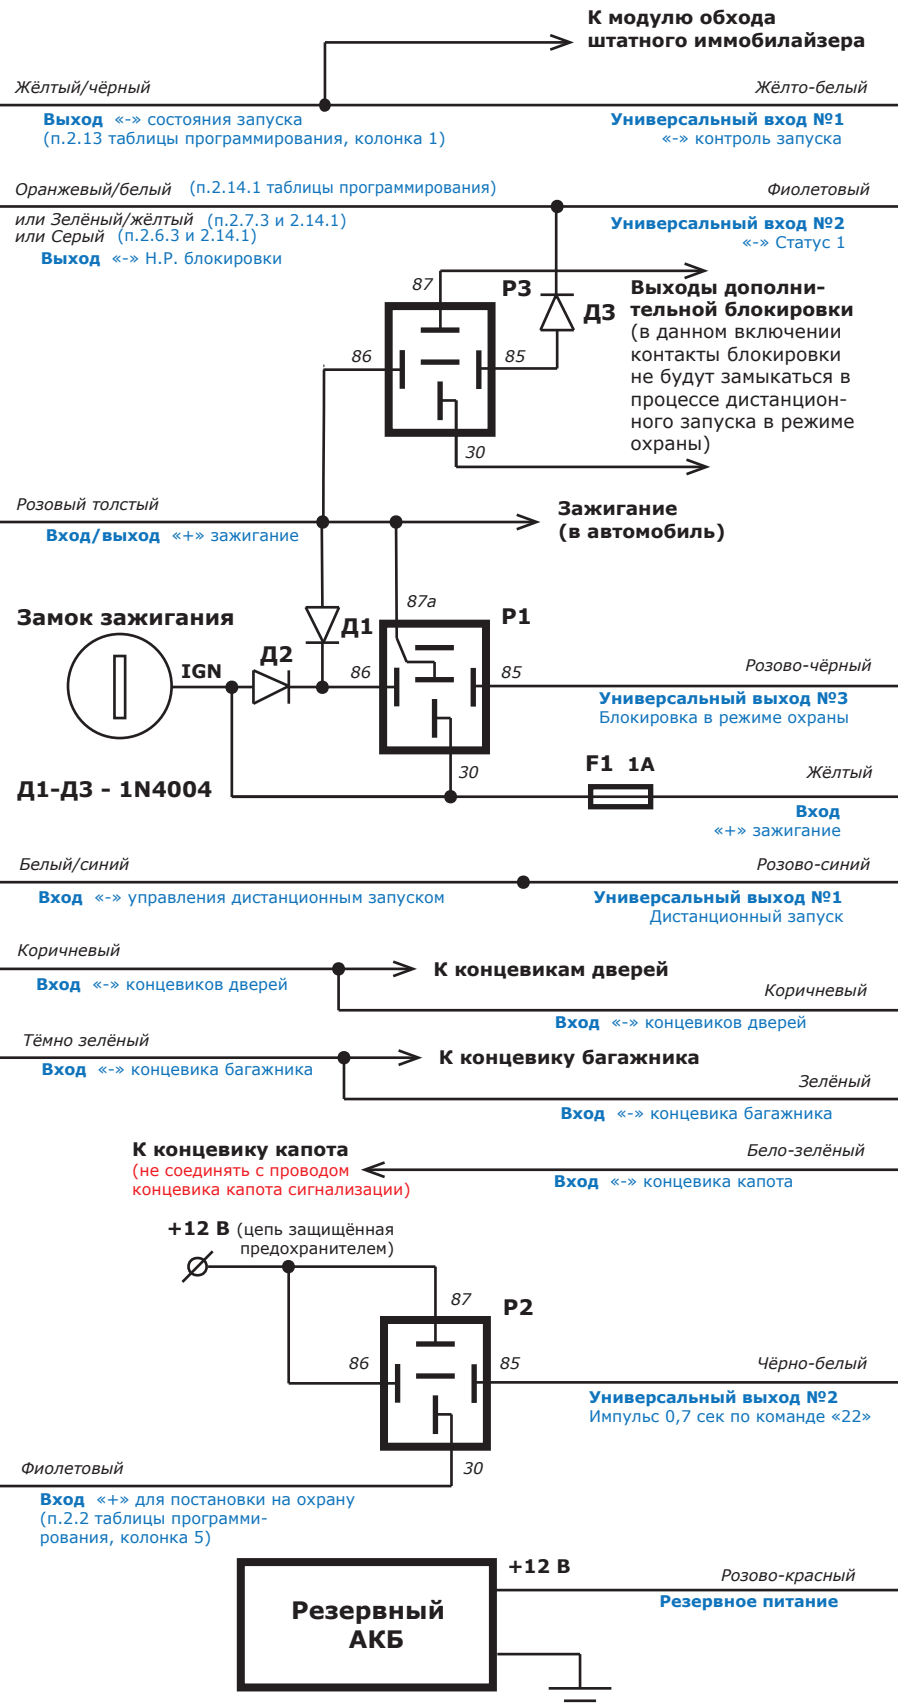 К модулю обхода
штатного иммобилайзера
Жёлтый/чёрный
Жёлто-белый
Выход «-» состояния запуска
(п.2.13 таблицы программирования, колонка 1)
Универсальный вход №1
«-» контроль запуска
Оранжевый/белый (п.2.14.1 таблицы программирования)
Фиолетовый
или Зелёный/жёлтый (п.2.7.3 и 2.14.1)
или Серый (п.2.6.3 и 2.14.1)
Выход «-» Н.Р. блокировки
Универсальный вход №2
«-» Статус 1
87
Р3
Д3
86
85
30
Выходы дополни-
тельной блокировки
(в данном включении
контакты блокировки
не будут замыкаться в
процессе дистанцион-
ного запуска в режиме
охраны)
Розовый толстый
Вход/выход «+» зажигание
Зажигание
(в автомобиль)
87а
Р1
Замок зажигания
Д1
Д2
IGN
86
85
Розово-чёрный
Универсальный выход №3
Блокировка в режиме охраны
30
F1 1А
Жёлтый
Д1-Д3 - 1N4004
Вход
«+» зажигание
Белый/синий
Розово-синий
Вход «-» управления дистанционным запуском
Универсальный выход №1
Дистанционный запуск
Коричневый
К концевикам дверей
Вход «-» концевиков дверей
Коричневый
Вход «-» концевиков дверей
Тёмно зелёный
К концевику багажника
Вход «-» концевика багажника
Зелёный
Вход «-» концевика багажника
К концевику капота
(не соединять с проводом
концевика капота сигнализации)
Бело-зелёный
Вход «-» концевика капота
+12 В (цепь защищённая
предохранителем)
87
Р2
86
85
Чёрно-белый
Универсальный выход №2
Импульс 0,7 сек по команде «22»
30
Фиолетовый
Вход «+» для постановки на охрану
(п.2.2 таблицы программи-
рования, колонка 5)
+12 В
Розово-красный
Резервное питание
Резервный
АКБ